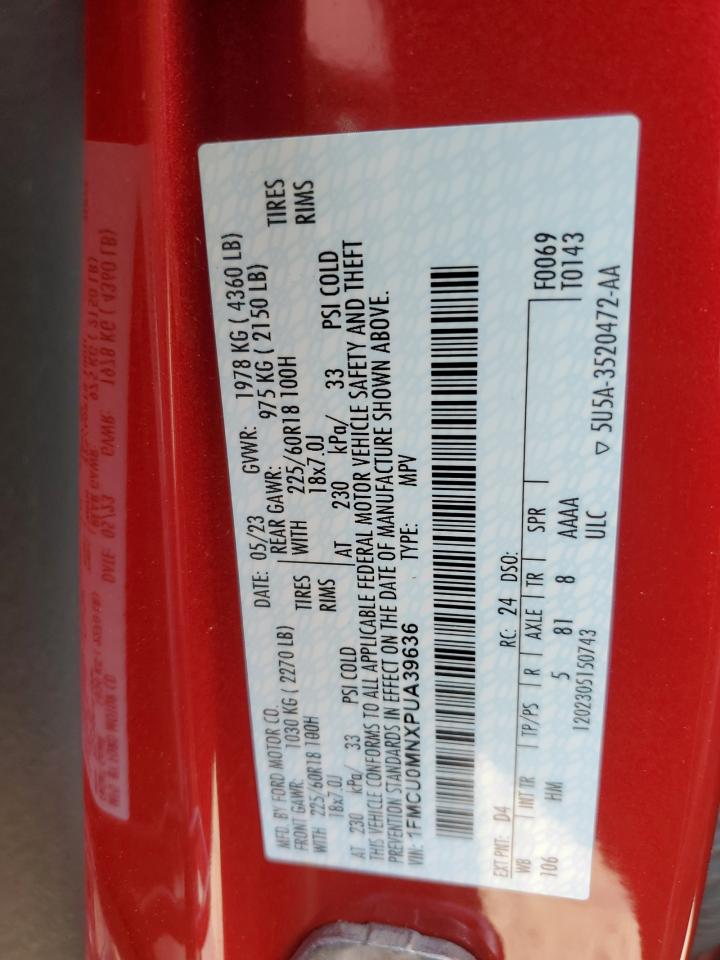 MFD. BY FORD MOTOR CO.
DATE: 05/23 GVWR: 1978 KG ( 4360 LB)
FRONT GAWR: 1030 KG ( 2270 LB) REAR GAWR: 975 KG ( 2150 LB)
WITH 225/60R18 100H TIRES WITH 225/60R18 100H TIRES
18x7.0J RIMS 18x7.0J RIMS
AT 230 kPa/ 33 PSI COLD AT 230 kPa/ 33 PSI COLD
THIS VEHICLE CONFORMS TO ALL APPLICABLE FEDERAL MOTOR VEHICLE SAFETY AND THEFT
PREVENTION STANDARDS IN EFFECT ON THE DATE OF MANUFACTURE SHOWN ABOVE.
VIN: 1FMCU0MNXPUA39636 TYPE: MPV
EXT PNT: D4 RC: 24 DSO: F0069
WB INT TR TP/PS R AXLE TR SPR T0143
106 HM 5 81 8 AAAA
1202305150743 ULC ▽ 5U5A-3520472-AA